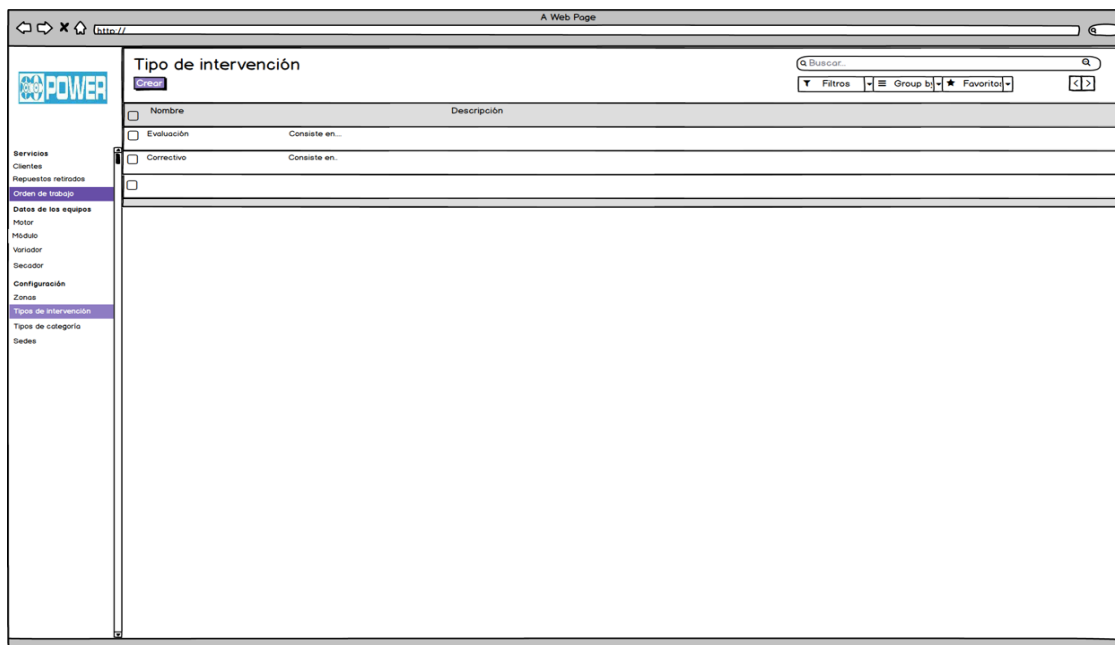 A Web Page
http://
POWER
Tipo de intervención
Crear
Buscar...
Filtros
Group by
Favoritos
Nombre Descripción
Evaluación Consiste en...
Correctivo Consiste en..
Servicios
Clientes
Repuestos retirados
Orden de trabajo
Datos de los equipos
Motor
Módulo
Variador
Secador
Configuración
Zonas
Tipos de intervención
Tipos de categoría
Sedes